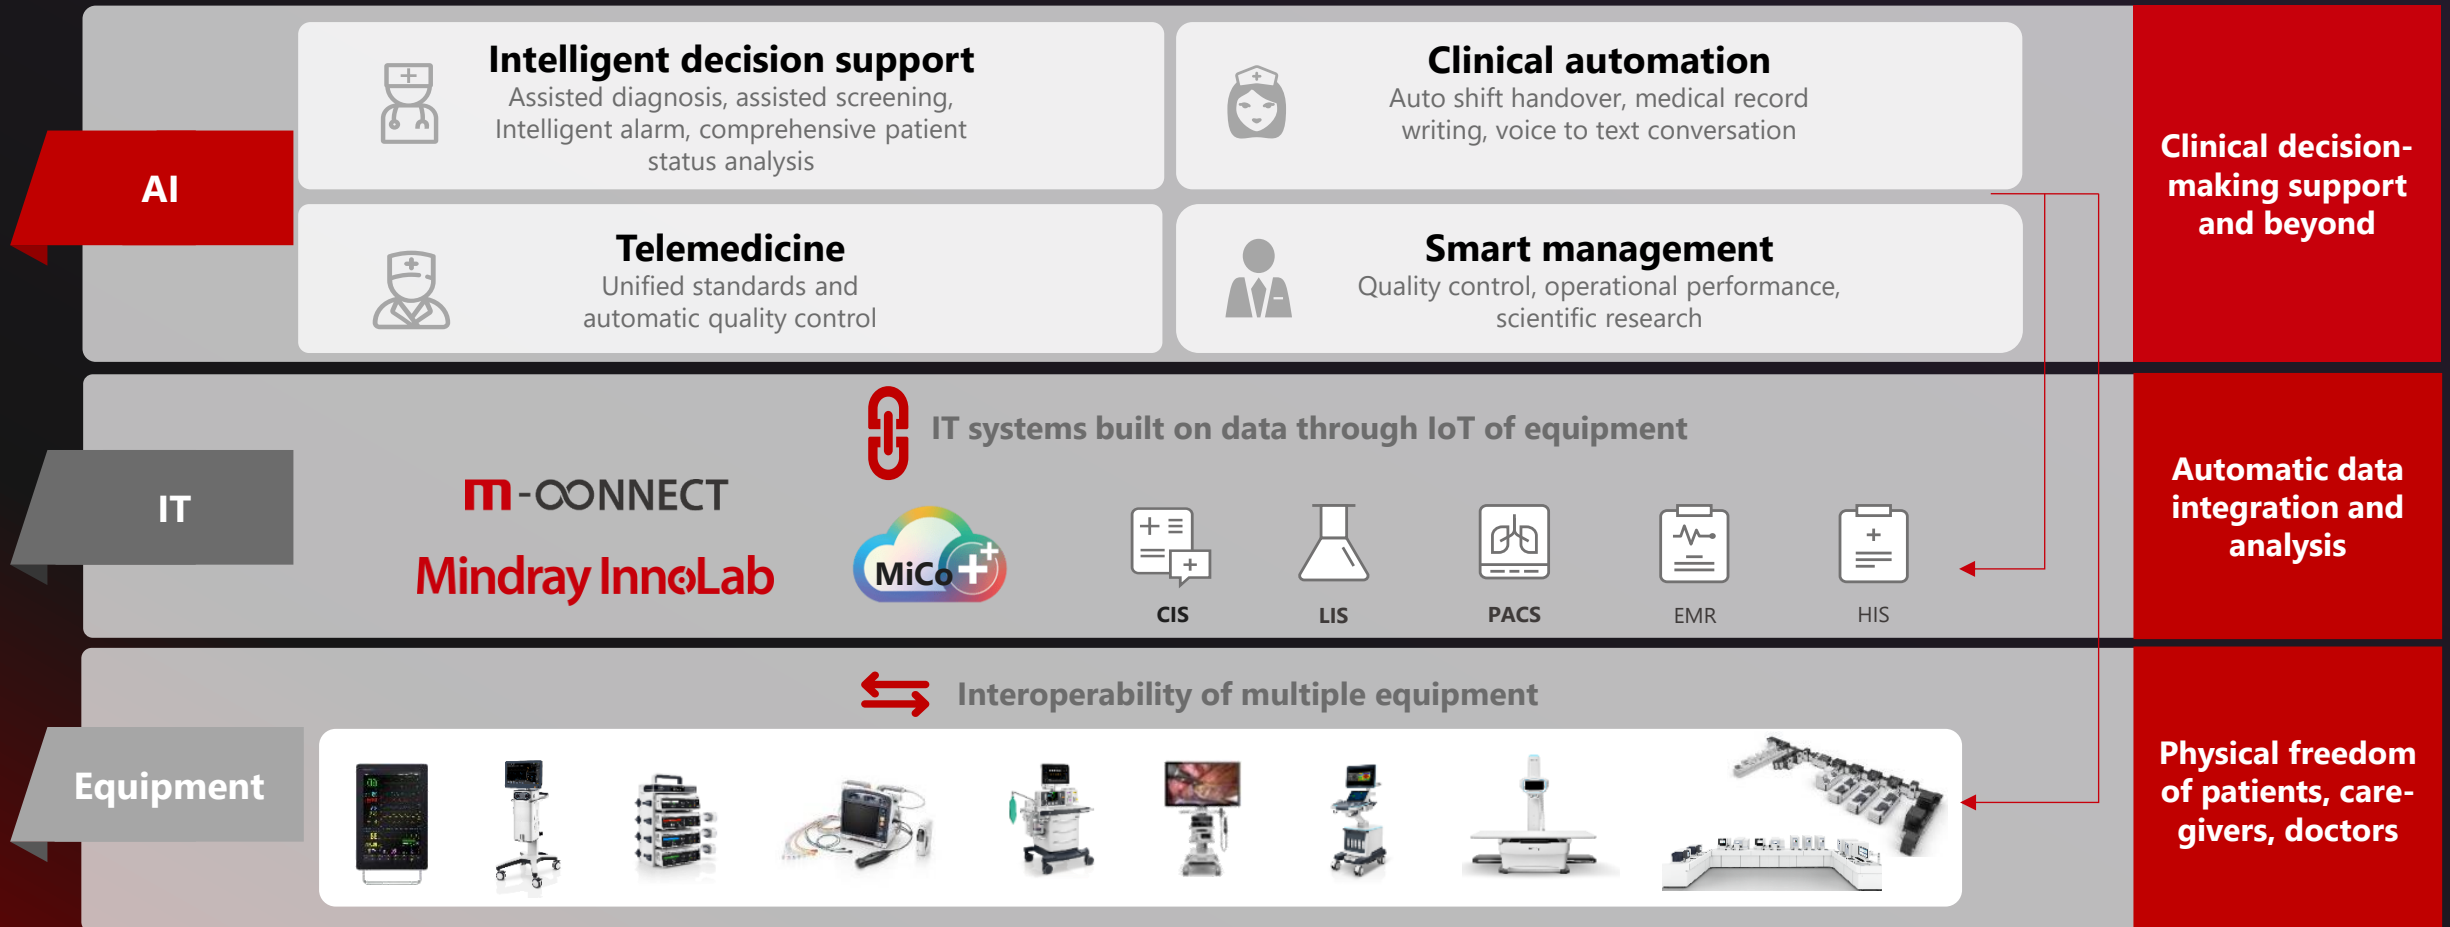 Intelligent decision support
Assisted diagnosis, assisted screening,
Intelligent alarm, comprehensive patient
status analysis
Clinical automation
Auto shift handover, medical record
writing, voice to text conversation
AI
Telemedicine
Unified standards and
automatic quality control
Smart management
Quality control, operational performance,
scientific research
Clinical decision-
making support
and beyond
IT systems built on data through IoT of equipment
IT
m-CONNECT
Mindray InnoLab
MiCo+
CIS
LIS
PACS
EMR
HIS
Automatic data
integration and
analysis
Interoperability of multiple equipment
Equipment
Physical freedom
of patients, care-
givers, doctors